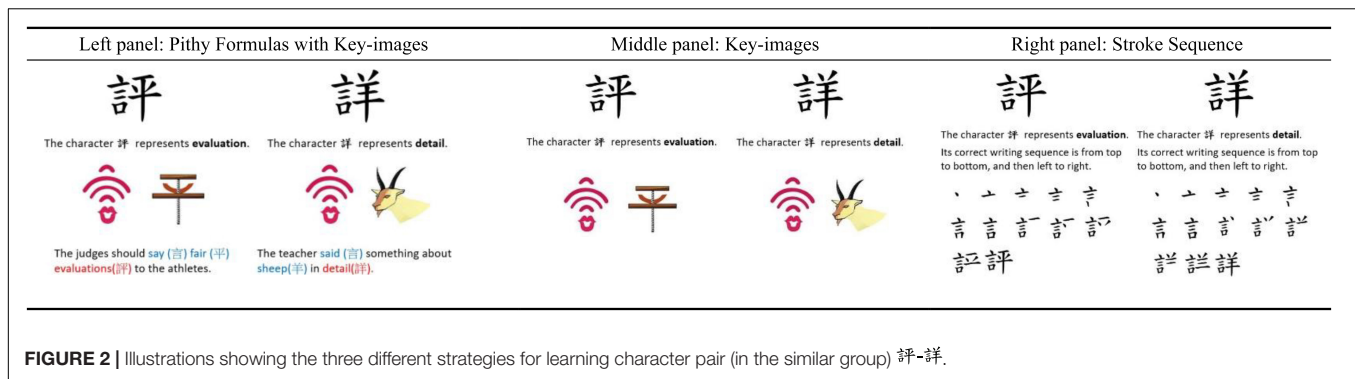 Left panel: Pithy Formulas with Key-images
評
詳
The character 評 represents evaluation.
The character 詳 represents detail.
The judges should say (言) fair (平)
evaluations(評) to the athletes.
The teacher said (言) something about
sheep(羊) in detail(詳).
Middle panel: Key-images
評
詳
The character 評 represents evaluation.
The character 詳 represents detail.
Right panel: Stroke Sequence
評
詳
The character 評 represents evaluation.
Its correct writing sequence is from top
to bottom, and then left to right.
評
The character 詳 represents detail.
Its correct writing sequence is from top
to bottom, and then left to right.
詳
FIGURE 2 | Illustrations showing the three different strategies for learning character pair (in the similar group) 評-詳.